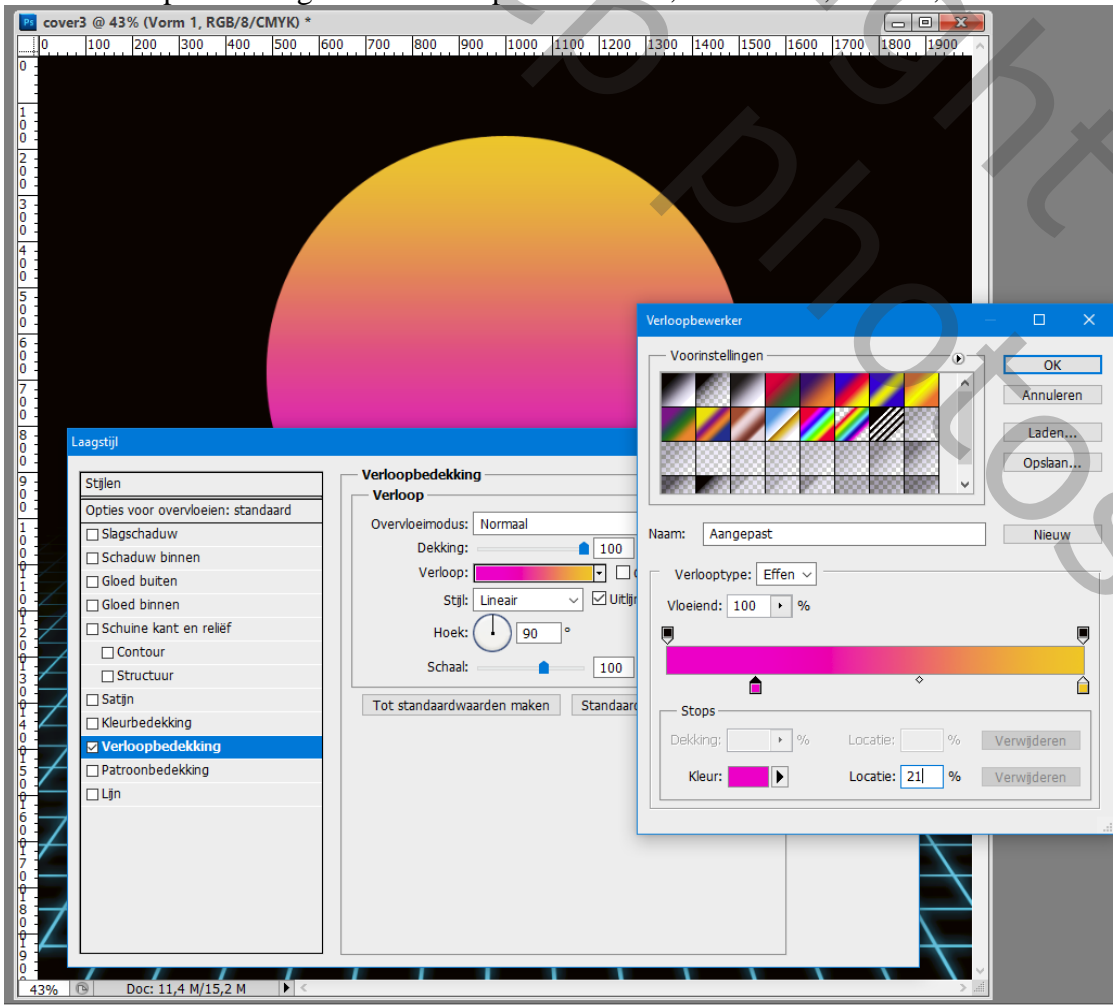 cover3 @ 43% (Vorm 1, RGB/8/CMYK) *
0 100 200 300 400 500 600 700 800 900 1000 1100 1200 1300 1400 1500 1600 1700 1800 1900
Verloopbewerker
Voorinstellingen
OK
Annuleren
Laden...
Opslaan...
Naam: Aangepast
Nieuw
Verlooptype: Effen
Vloeiend: 100 %
Stops
Dekking: % Locatie: % Verwijderen
Kleur: Locatie: 21 % Verwijderen
Laagstijl
Stijlen
Opties voor overvloeien: standaard
Slagschaduw
Schaduw binnen
Gloed buiten
Gloed binnen
Schuine kant en reliëf
Contour
Structuur
Satijn
Kleurbedekking
Verloopbedekking
Patroonbedekking
Lijn
Verloopbedekking
Verloop
Overvloeimodus: Normaal
Dekking: 100
Verloop:
Stijl: Lineair
Hoek: 90 °
Schaal: 100
Tot standaardwaarden maken
43% Doc: 11,4 M/15,2 M